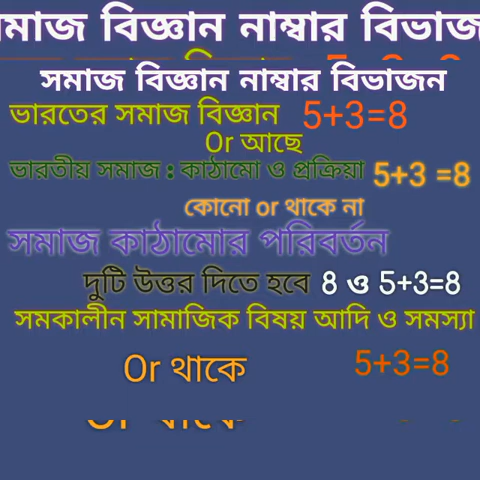 সমাজ বিজ্ঞান নাম্বার বিভাজন
ভারতের সমাজ বিজ্ঞান 5+3=8
Or আছে
ভারতীয় সমাজ : কাঠামো ও প্রক্রিয়া 5+3 =8
কোনো or থাকে না
সমাজ কাঠামোর পরিবর্তন
দুটি উত্তর দিতে হবে 8 ও 5+3=8
সমকালীন সামাজিক বিষয় আদি ও সমস্যা
Or থাকে 5+3=8